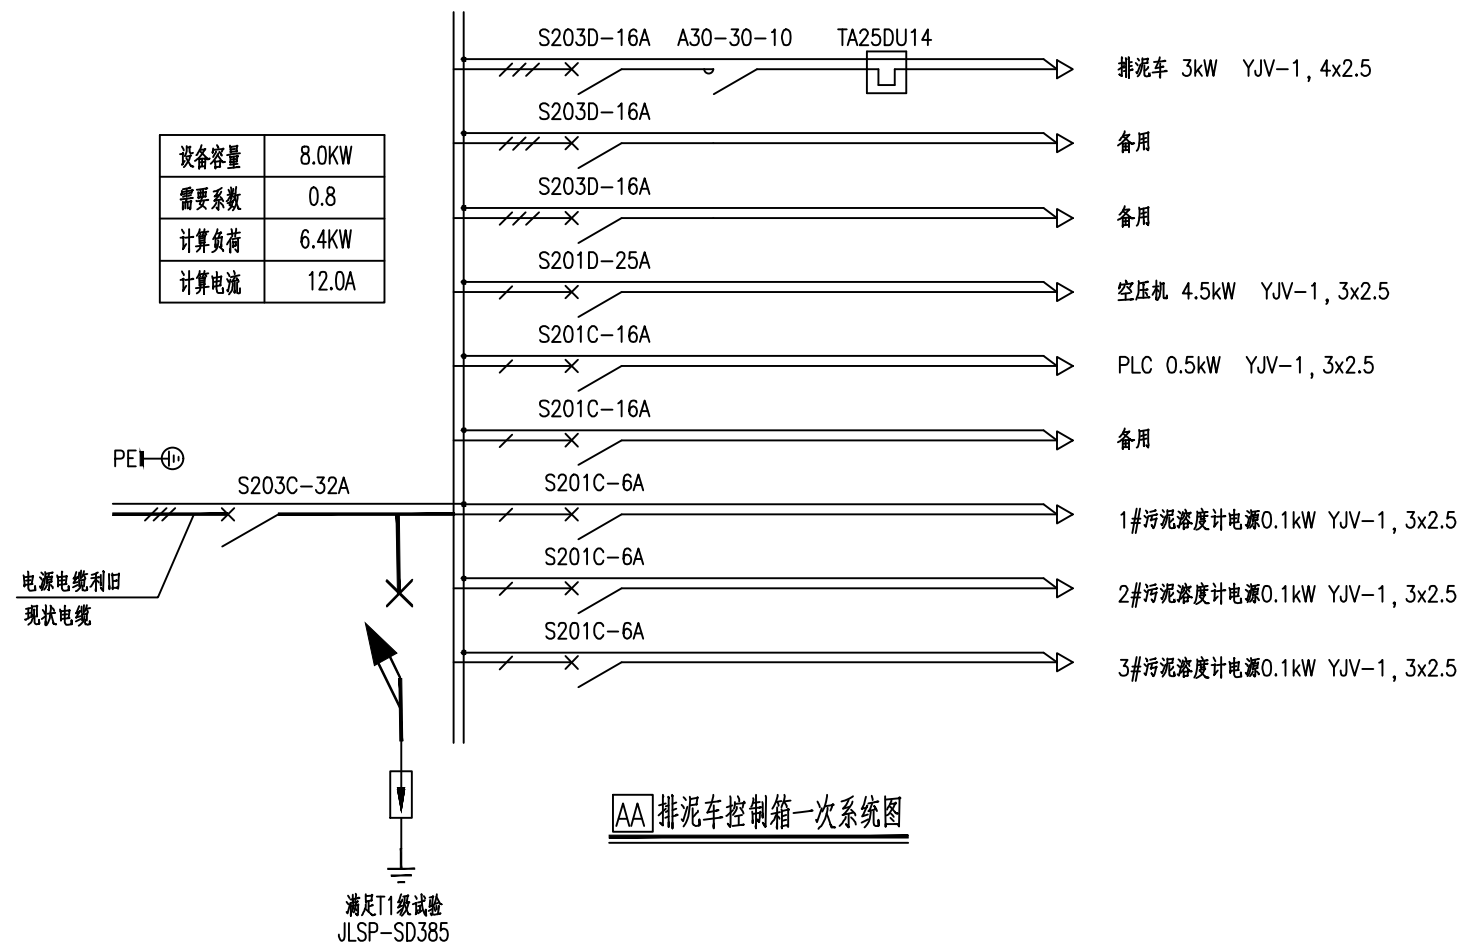 S203D-16A A30-30-10 TA25DU14
排泥车 3kW YJV-1, 4x2.5
S203D-16A
备用
S203D-16A
备用
S201D-25A
空压机 4.5kW YJV-1, 3x2.5
S201C-16A
PLC 0.5kW YJV-1, 3x2.5
S201C-16A
备用
S201C-6A
1#污泥溶度计电源0.1kW YJV-1, 3x2.5
S201C-6A
2#污泥溶度计电源0.1kW YJV-1, 3x2.5
S201C-6A
3#污泥溶度计电源0.1kW YJV-1, 3x2.5
设备容量 8.0KW
需要系数 0.8
计算负荷 6.4KW
计算电流 12.0A
PE
S203C-32A
电源电缆利旧
现状电缆
满足T1级试验
JLSP-SD385
AA 排泥车控制箱一次系统图